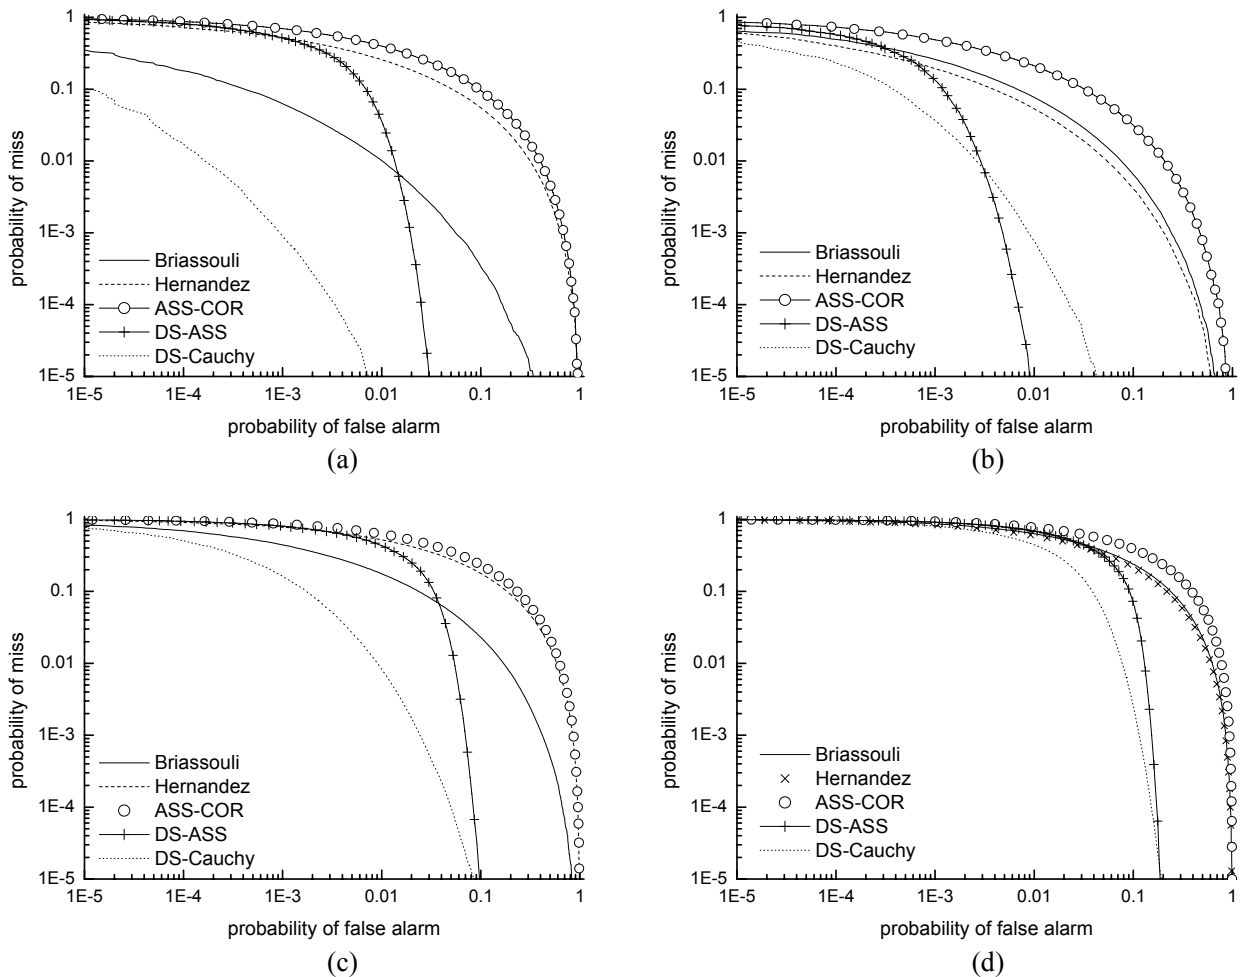 1
0.1
0.01
1E-3
1E-4
1E-5
probability of miss
Briassouli
Hernandez
ASS-COR
DS-ASS
DS-Cauchy
1E-5 1E-4 1E-3 0.01 0.1 1
probability of false alarm
(a)
1
0.1
0.01
1E-3
1E-4
1E-5
probability of miss
Briassouli
Hernandez
ASS-COR
DS-ASS
DS-Cauchy
1E-5 1E-4 1E-3 0.01 0.1 1
probability of false alarm
(b)
1
0.1
0.01
1E-3
1E-4
1E-5
probability of miss
Briassouli
Hernandez
ASS-COR
DS-ASS
DS-Cauchy
1E-5 1E-4 1E-3 0.01 0.1 1
probability of false alarm
(c)
1
0.1
0.01
1E-3
1E-4
1E-5
probability of miss
Briassouli
Hernandez
ASS-COR
DS-ASS
DS-Cauchy
1E-5 1E-4 1E-3 0.01 0.1 1
probability of false alarm
(d)